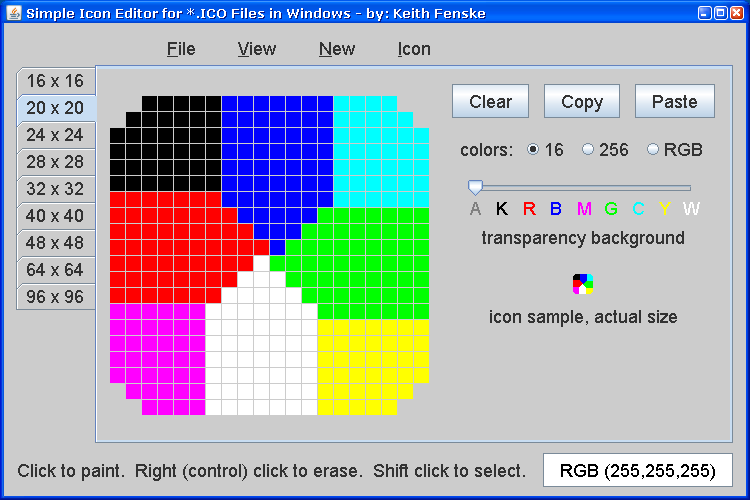 Simple Icon Editor for *.ICO Files in Windows - by: Keith Fenske
File View New Icon
16 x 16
20 x 20
24 x 24
28 x 28
32 x 32
40 x 40
48 x 48
64 x 64
96 x 96
Clear Copy Paste
colors: 16 256 RGB
A K R B M G C Y W
transparency background
icon sample, actual size
Click to paint. Right (control) click to erase. Shift click to select.
RGB (255,255,255)